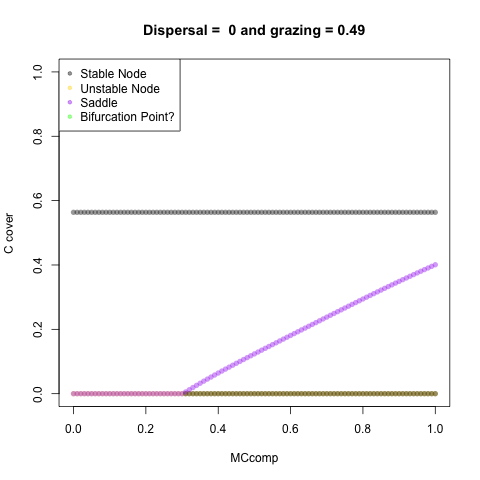 Dispersal =  0 and grazing = 0.49
Stable Node
Unstable Node
Saddle
Bifurcation Point?
C cover
1.0
0.8
0.6
0.4
0.2
0.0
0.0 0.2 0.4 0.6 0.8 1.0
MCcomp